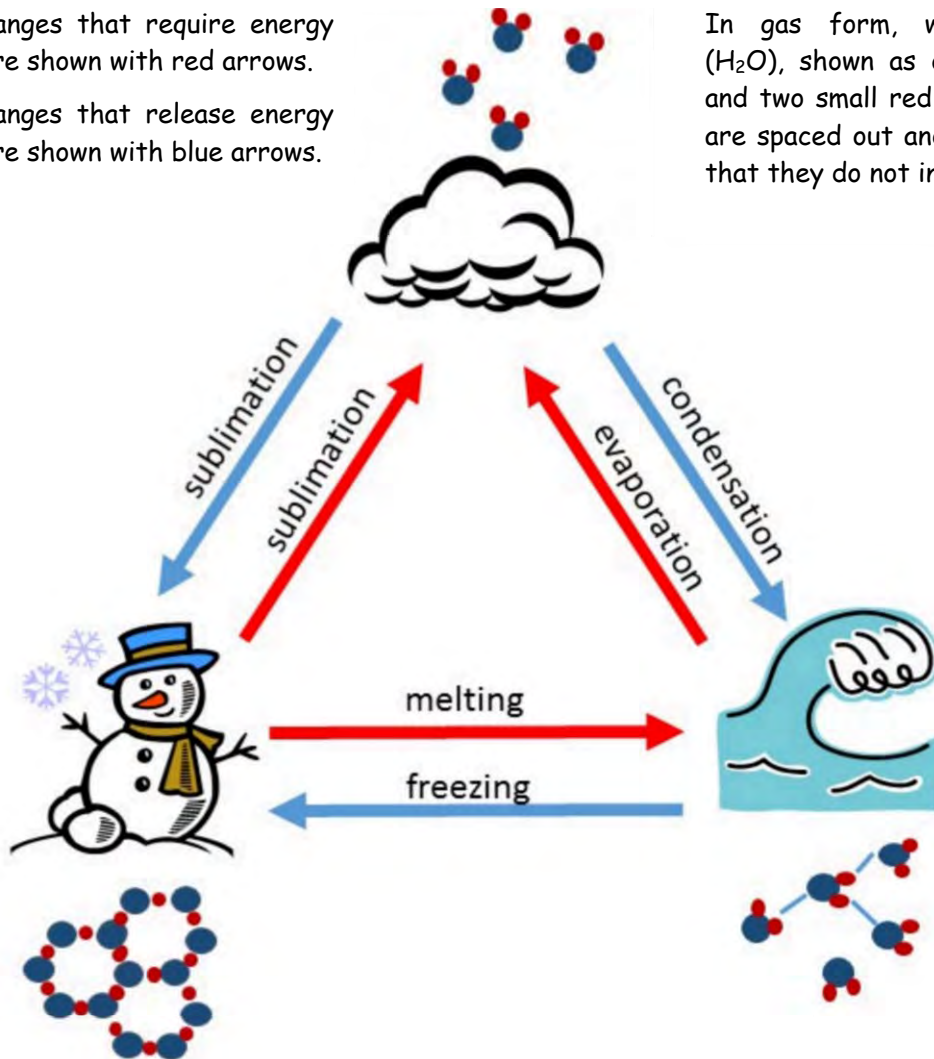 anges that require energy
re shown with red arrows.
anges that release energy
re shown with blue arrows.
In gas form, w
(H₂O), shown as
and two small red
are spaced out an
that they do not in
sublimation
sublimation
evaporation
condensation
melting
freezing